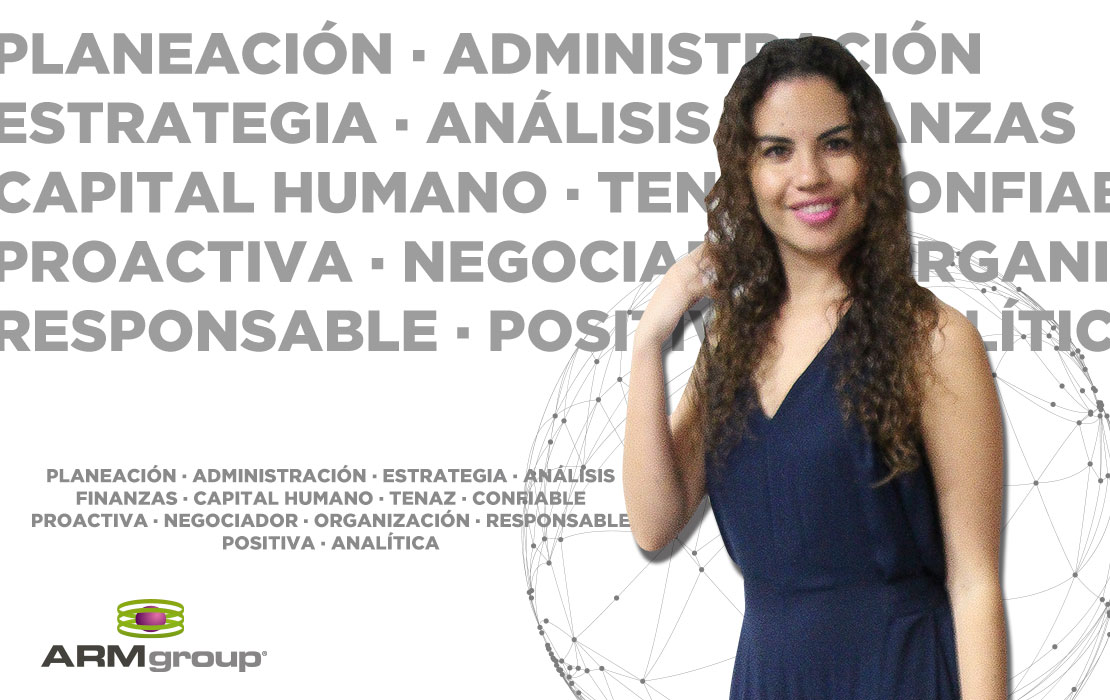 PLANEACIÓN · ADMINISTRACIÓN
ESTRATEGIA · ANÁLISIS
CAPITAL HUMANO ·
PROACTIVA ·
RESPONSABLE ·
PLANEACIÓN · ADMINISTRACIÓN · ESTRATEGIA · ANÁLISIS
FINANZAS · CAPITAL HUMANO · TENAZ · CONFIABLE
PROACTIVA · NEGOCIADOR · ORGANIZACIÓN · RESPONSABLE
POSITIVA · ANALÍTICA
ARMgroup®